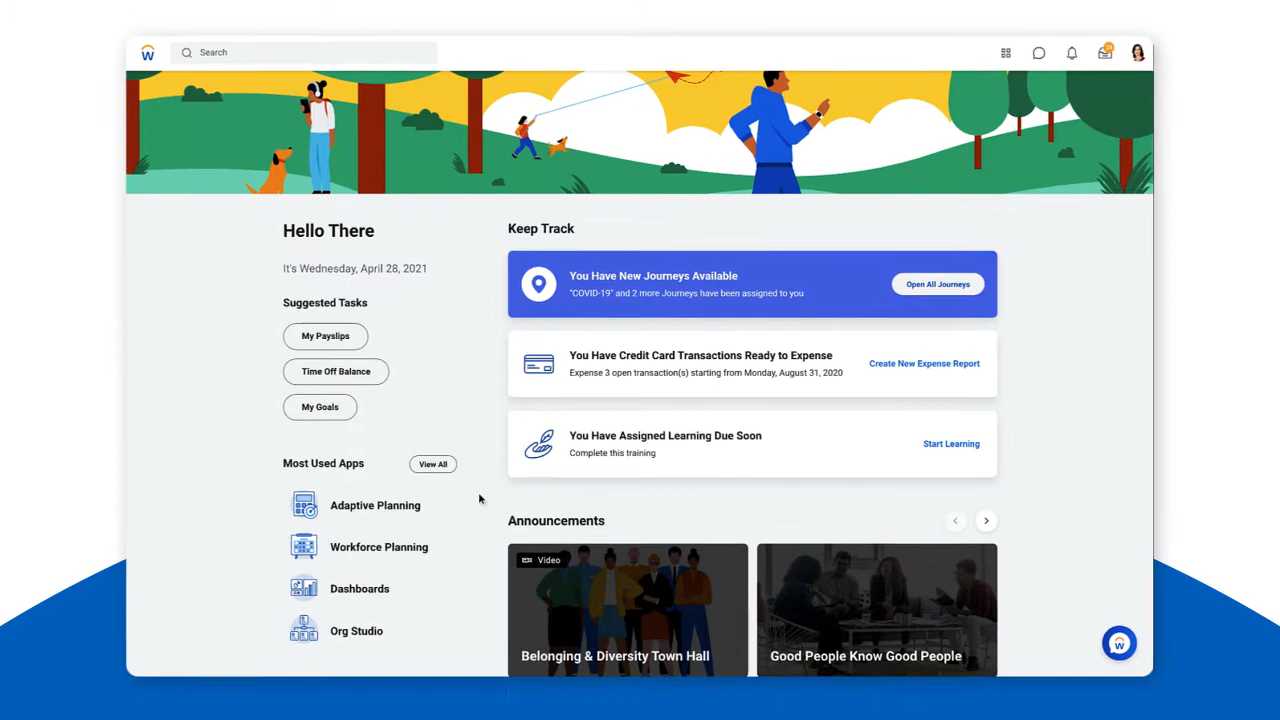 W
Search
24
Hello There
It's Wednesday, April 28, 2021
Suggested Tasks
My Payslips
Time Off Balance
My Goals
Most Used Apps
View All
Adaptive Planning
Workforce Planning
Dashboards
Org Studio
Keep Track
You Have New Journeys Available
"COVID-19" and 2 more Journeys have been assigned to you
Open All Journeys
You Have Credit Card Transactions Ready to Expense
Expense 3 open transaction(s) starting from Monday, August 31, 2020
Create New Expense Report
You Have Assigned Learning Due Soon
Complete this training
Start Learning
Announcements
Video
Belonging & Diversity Town Hall
Good People Know Good People
W